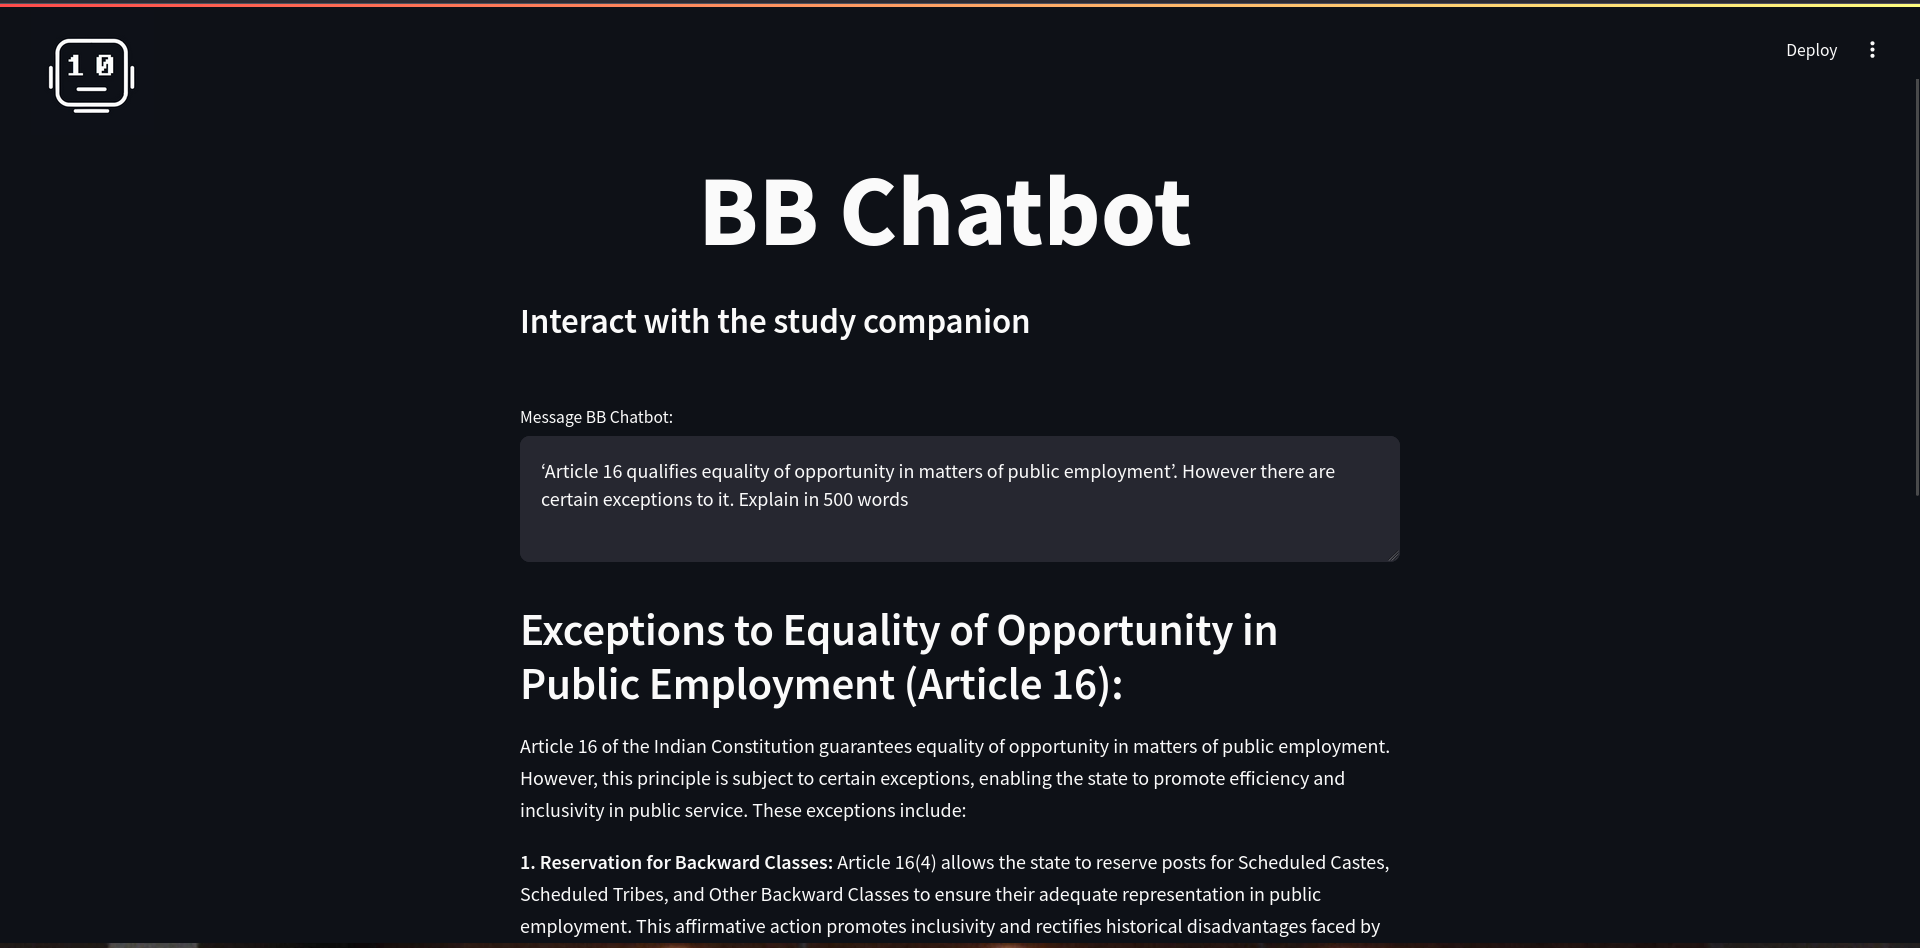 1 0
Deploy
BB Chatbot
Interact with the study companion
Message BB Chatbot:
‘Article 16 qualifies equality of opportunity in matters of public employment’. However there are
certain exceptions to it. Explain in 500 words
Exceptions to Equality of Opportunity in
Public Employment (Article 16):
Article 16 of the Indian Constitution guarantees equality of opportunity in matters of public employment.
However, this principle is subject to certain exceptions, enabling the state to promote efficiency and
inclusivity in public service. These exceptions include:
1. Reservation for Backward Classes: Article 16(4) allows the state to reserve posts for Scheduled Castes,
Scheduled Tribes, and Other Backward Classes to ensure their adequate representation in public
employment. This affirmative action promotes inclusivity and rectifies historical disadvantages faced by